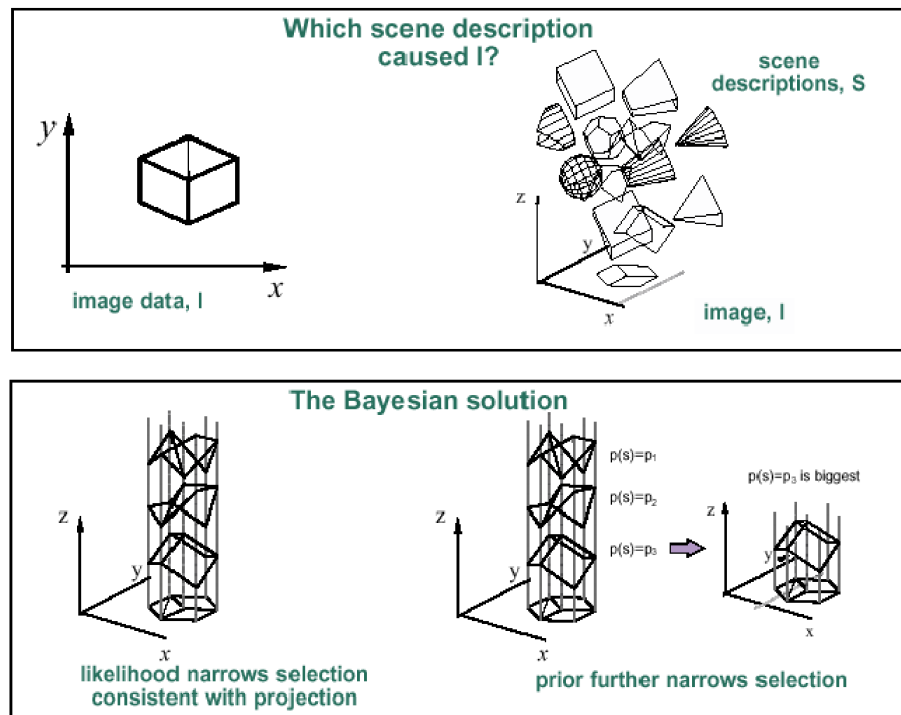 Which scene description
caused I?
scene
descriptions, S
y
x
image data, I
z
y
x
image, I
The Bayesian solution
z
y
x
likelihood narrows selection
consistent with projection
z
y
x
p(s)=p₁
p(s)=p₂
p(s)=p₃
p(s)=p₃ is biggest
z
y
x
prior further narrows selection